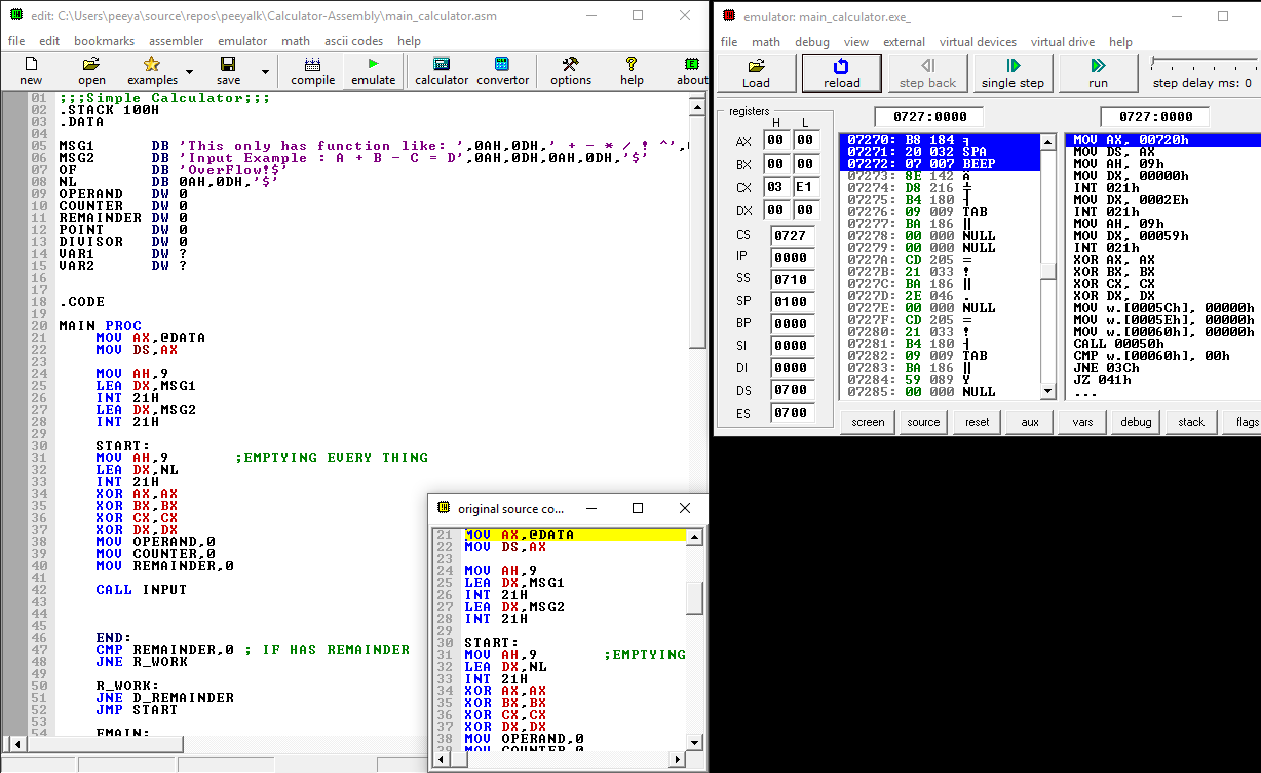 edit: C:\Users\peeya\source\repos\peeyalk\Calculator-Assembly\main_calculator.asm
file edit bookmarks assembler emulator math ascii codes help
new open examples save compile emulate calculator convertor options help about
01 ;;;Simple Calculator;;;
02 .STACK 100H
03 .DATA
04
05 MSG1 DB 'This only has function like: ',0AH,0DH,' + - * / ! ^',
06 MSG2 DB 'Input Example : A + B - C = D',0AH,0DH,0AH,0DH,'$'
07 OF DB 'OverFlow!$'
08 NL DB 0AH,0DH,'$'
09 OPERAND DW 0
10 COUNTER DW 0
11 REMAINDER DW 0
12 POINT DW 0
13 DIVISOR DW 0
14 VAR1 DW ?
15 VAR2 DW ?
16
17
18 .CODE
19
20 MAIN PROC
21 MOV AX,@DATA
22 MOV DS,AX
23
24 MOV AH,9
25 LEA DX,MSG1
26 INT 21H
27 LEA DX,MSG2
28 INT 21H
29
30 START:
31 MOV AH,9 ;EMPTYING EVERY THING
32 LEA DX,NL
33 INT 21H
34 XOR AX,AX
35 XOR BX,BX
36 XOR CX,CX
37 XOR DX,DX
38 MOV OPERAND,0
39 MOV COUNTER,0
40 MOV REMAINDER,0
41
42 CALL INPUT
43
44
45
46 END:
47 CMP REMAINDER,0 ; IF HAS REMAINDER
48 JNE R_WORK
49
50 R_WORK:
51 JNE D_REMAINDER
52 JMP START
53
54 EMAIN:
original source co...
21 MOV AX,@DATA
22 MOV DS,AX
23
24 MOV AH,9
25 LEA DX,MSG1
26 INT 21H
27 LEA DX,MSG2
28 INT 21H
29
30 START:
31 MOV AH,9 ;EMPTYING
32 LEA DX,NL
33 INT 21H
34 XOR AX,AX
35 XOR BX,BX
36 XOR CX,CX
37 XOR DX,DX
38 MOV OPERAND,0
39 MOV COUNTER,0
emulator: main_calculator.exe_
file math debug view external virtual devices virtual drive help
Load reload step back single step run step delay ms: 0
registers
H L
AX 00 00
BX 00 00
CX 03 E1
DX 00 00
CS 0727
IP 0000
SS 0710
SP 0100
BP 0000
SI 0000
DI 0000
DS 0700
ES 0700
0727:0000
07270: B8 184 ╕
07271: 20 032 SPA
07272: 07 007 BEEP
07273: 8E 142 Ä
07274: D8 216 ╪
07275: B4 180 ┤
07276: 09 009 TAB
07277: BA 186 ║
07278: 00 000 NULL
07279: 00 000 NULL
0727A: CD 205 =
0727B: 21 033 !
0727C: BA 186 ║
0727D: 2E 046 .
0727E: 00 000 NULL
0727F: CD 205 =
07280: 21 033 !
07281: B4 180 ┤
07282: 09 009 TAB
07283: BA 186 ║
07284: 59 089 Y
07285: 00 000 NULL
0727:0000
MOV AX, 00720h
MOV DS, AX
MOV AH, 09h
MOV DX, 00000h
INT 021h
MOV DX, 0002Eh
INT 021h
MOV AH, 09h
MOV DX, 00059h
INT 021h
XOR AX, AX
XOR BX, BX
XOR CX, CX
XOR DX, DX
MOV w.[0005Ch], 00000h
MOV w.[0005Eh], 00000h
MOV w.[00060h], 00000h
CALL 00050h
CMP w.[00060h], 00h
JNE 03Ch
JZ 041h
...
screen source reset aux vars debug stack flags